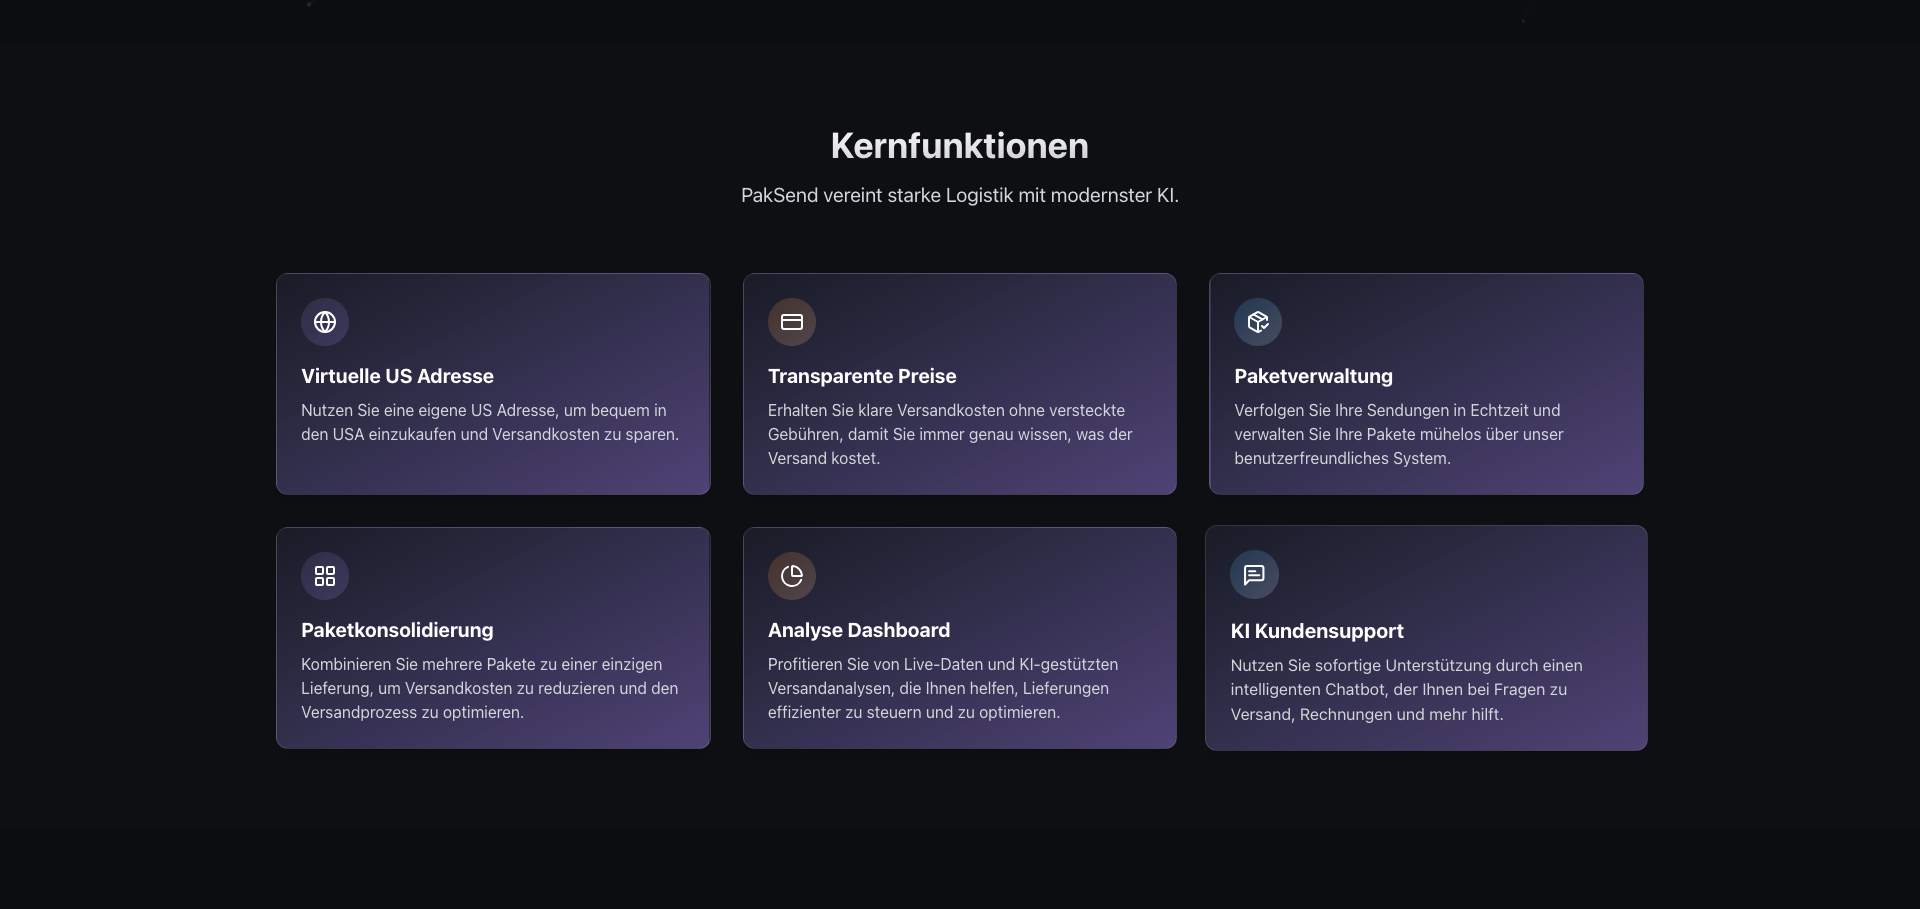 Kernfunktionen
PakSend vereint starke Logistik mit modernster KI.
Virtuelle US Adresse
Nutzen Sie eine eigene US Adresse, um bequem in
den USA einzukaufen und Versandkosten zu sparen.
Transparente Preise
Erhalten Sie klare Versandkosten ohne versteckte
Gebühren, damit Sie immer genau wissen, was der
Versand kostet.
Paketverwaltung
Verfolgen Sie Ihre Sendungen in Echtzeit und
verwalten Sie Ihre Pakete mühelos über unser
benutzerfreundliches System.
Paketkonsolidierung
Kombinieren Sie mehrere Pakete zu einer einzigen
Lieferung, um Versandkosten zu reduzieren und den
Versandprozess zu optimieren.
Analyse Dashboard
Profitieren Sie von Live-Daten und KI-gestützten
Versandanalysen, die Ihnen helfen, Lieferungen
effizienter zu steuern und zu optimieren.
KI Kundensupport
Nutzen Sie sofortige Unterstützung durch einen
intelligenten Chatbot, der Ihnen bei Fragen zu
Versand, Rechnungen und mehr hilft.